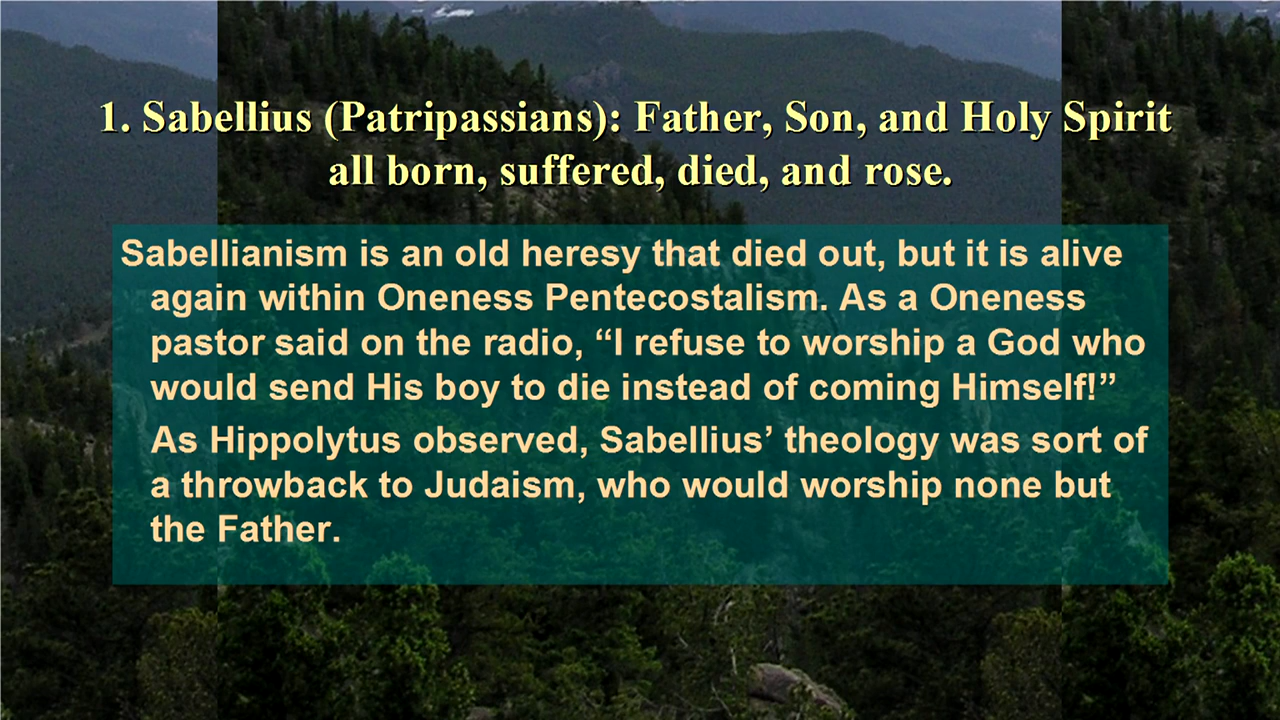 1. Sabellius (Patripassians): Father, Son, and Holy Spirit
all born, suffered, died, and rose.
Sabellianism is an old heresy that died out, but it is alive
again within Oneness Pentecostalism. As a Oneness
pastor said on the radio, “I refuse to worship a God who
would send His boy to die instead of coming Himself!”
As Hippolytus observed, Sabellius’ theology was sort of
a throwback to Judaism, who would worship none but
the Father.